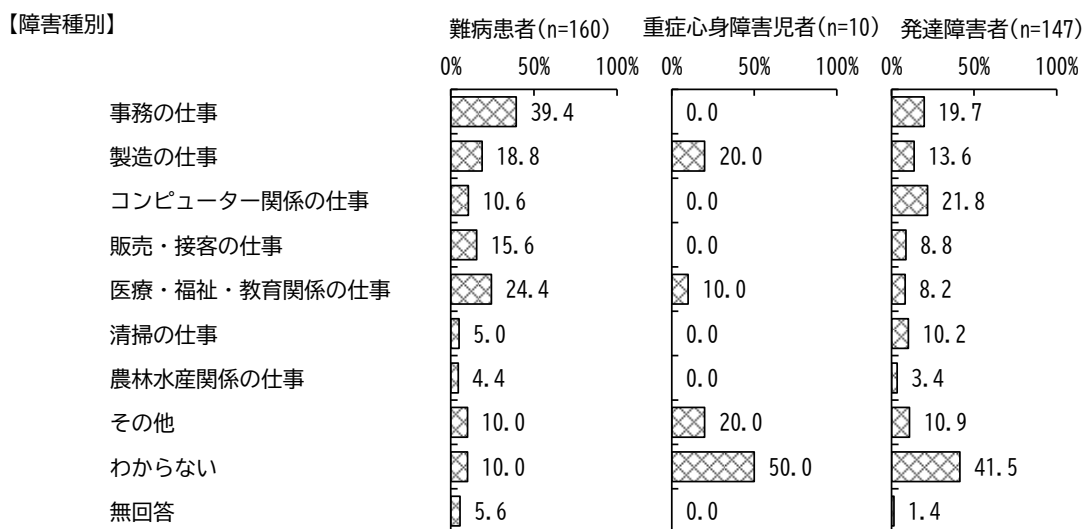 【障害種別】
難病患者(n=160) 重症心身障害児者(n=10) 発達障害者(n=147)
0% 50% 100% 0% 50% 100% 0% 50% 100%
事務の仕事 39.4 0.0 19.7
製造の仕事 18.8 20.0 13.6
コンピューター関係の仕事 10.6 0.0 21.8
販売・接客の仕事 15.6 0.0 8.8
医療・福祉・教育関係の仕事 24.4 10.0 8.2
清掃の仕事 5.0 0.0 10.2
農林水産関係の仕事 4.4 0.0 3.4
その他 10.0 20.0 10.9
わからない 10.0 50.0 41.5
無回答 5.6 0.0 1.4